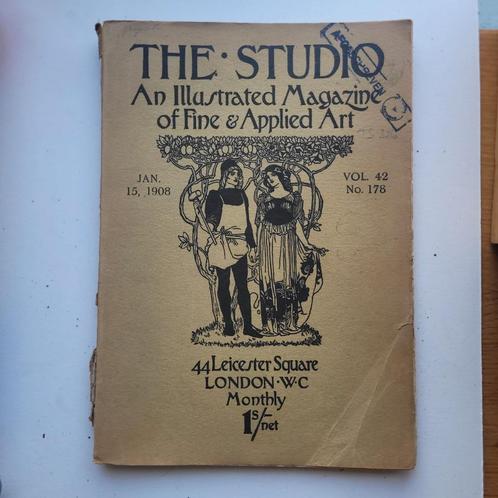 THE · STUDIO
An Illustrated Magazine
of Fine & Applied Art
AFGESCHREVEN
JAN.
15, 1908
VOL. 42
No. 178
44 Leicester Square
LONDON·W·C
Monthly
1S/- net